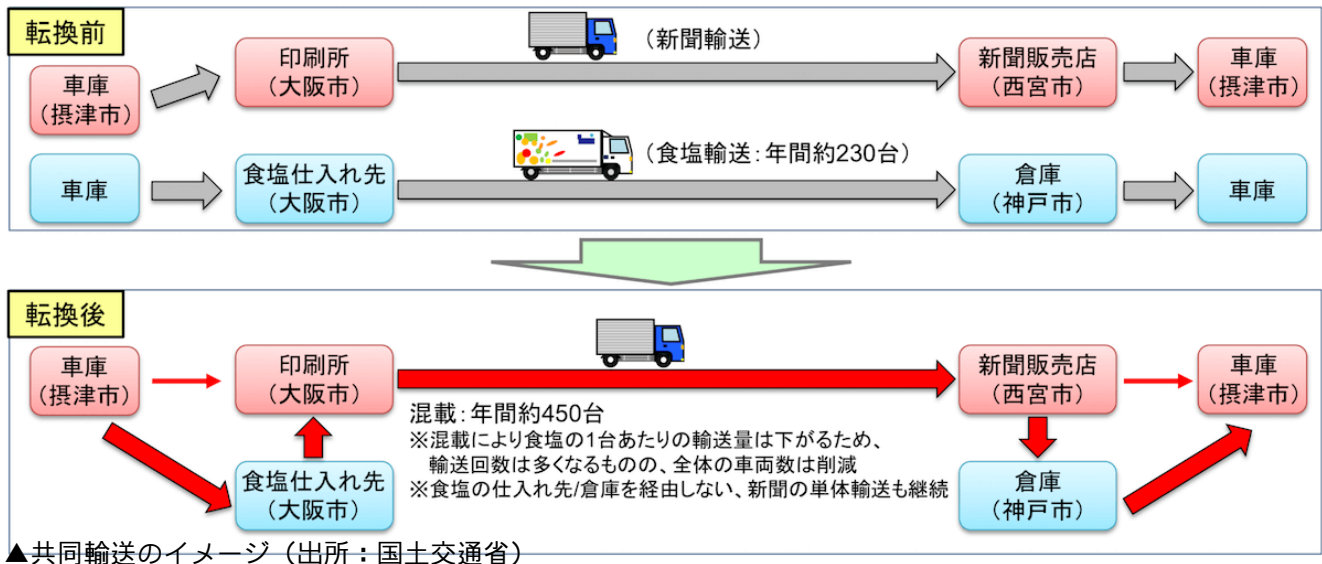 転換前
車庫
（摂津市）
印刷所
（大阪市）
（新聞輸送）
新聞販売店
（西宮市）
車庫
（摂津市）
車庫
食塩仕入れ先
（大阪市）
（食塩輸送：年間約230台）
倉庫
（神戸市）
車庫
転換後
車庫
（摂津市）
印刷所
（大阪市）
新聞販売店
（西宮市）
車庫
（摂津市）
混載：年間約450台
※混載により食塩の1台あたりの輸送量は下がるため、
輸送回数は多くなるものの、全体の車両数は削減
※食塩の仕入れ先/倉庫を経由しない、新聞の単体輸送も継続
食塩仕入れ先
（大阪市）
倉庫
（神戸市）
▲共同輸送のイメージ（出所：国土交通省）